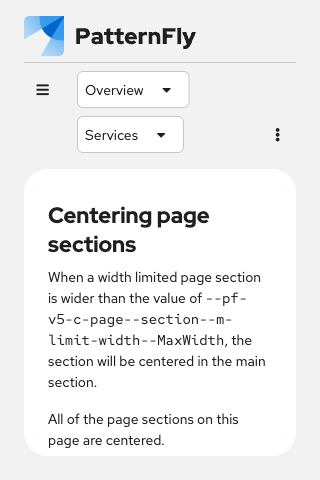 PatternFly
Overview
Services
Centering page
sections
When a width limited page section
is wider than the value of --pf-
v5-c-page--section--m-
limit-width--MaxWidth, the
section will be centered in the main
section.
All of the page sections on this
page are centered.